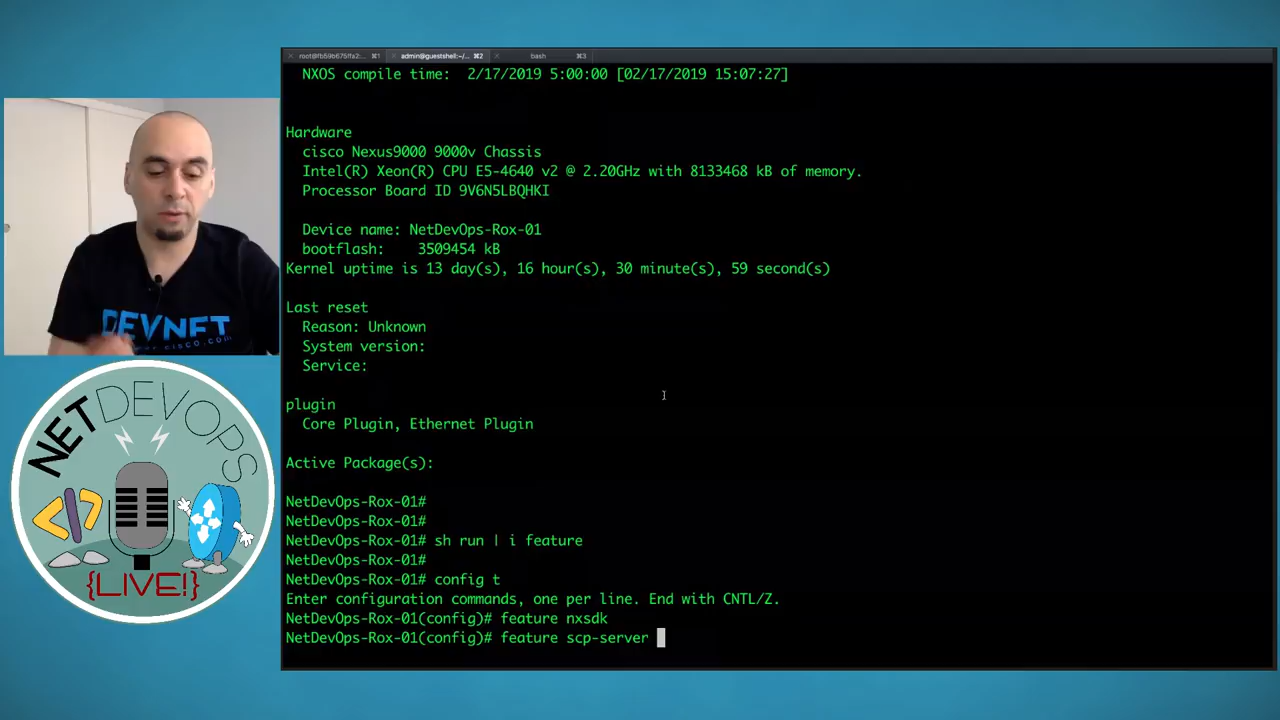 admin@guestshell:~/... ⌘2
bash ⌘3
NXOS compile time: 2/17/2019 5:00:00 [02/17/2019 15:07:27]
Hardware
cisco Nexus9000 9000v Chassis
Intel(R) Xeon(R) CPU E5-4640 v2 @ 2.20GHz with 8133468 kB of memory.
Processor Board ID 9V6N5LBQHKI
Device name: NetDevOps-Rox-01
bootflash: 3509454 kB
Kernel uptime is 13 day(s), 16 hour(s), 30 minute(s), 59 second(s)
Last reset
Reason: Unknown
System version:
Service:
plugin
Core Plugin, Ethernet Plugin
Active Package(s):
NetDevOps-Rox-01#
NetDevOps-Rox-01#
NetDevOps-Rox-01# sh run | i feature
NetDevOps-Rox-01#
NetDevOps-Rox-01# config t
Enter configuration commands, one per line. End with CNTL/Z.
NetDevOps-Rox-01(config)# feature nxsdk
NetDevOps-Rox-01(config)# feature scp-server
DEVNET
NETDEVOPS
</>
{LIVE!}